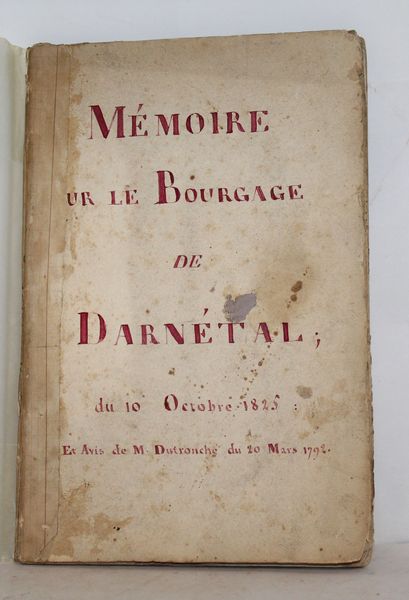 MÉMOIRE
UR LE BOURGAGE
DE
DARNÉTAL;
du 10 Octobre 1825:
Et Avis de M. Dutronché du 20 Mars 1792.